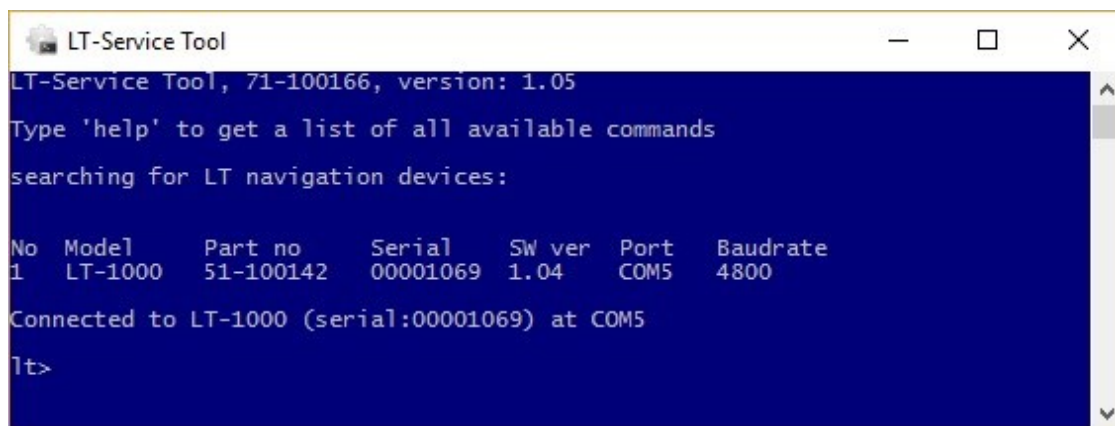 LT-Service Tool
LT-Service Tool, 71-100166, version: 1.05
Type 'help' to get a list of all available commands
searching for LT navigation devices:
No Model Part no Serial SW ver Port Baudrate
1 LT-1000 51-100142 00001069 1.04 COM5 4800
Connected to LT-1000 (serial:00001069) at COM5
lt>